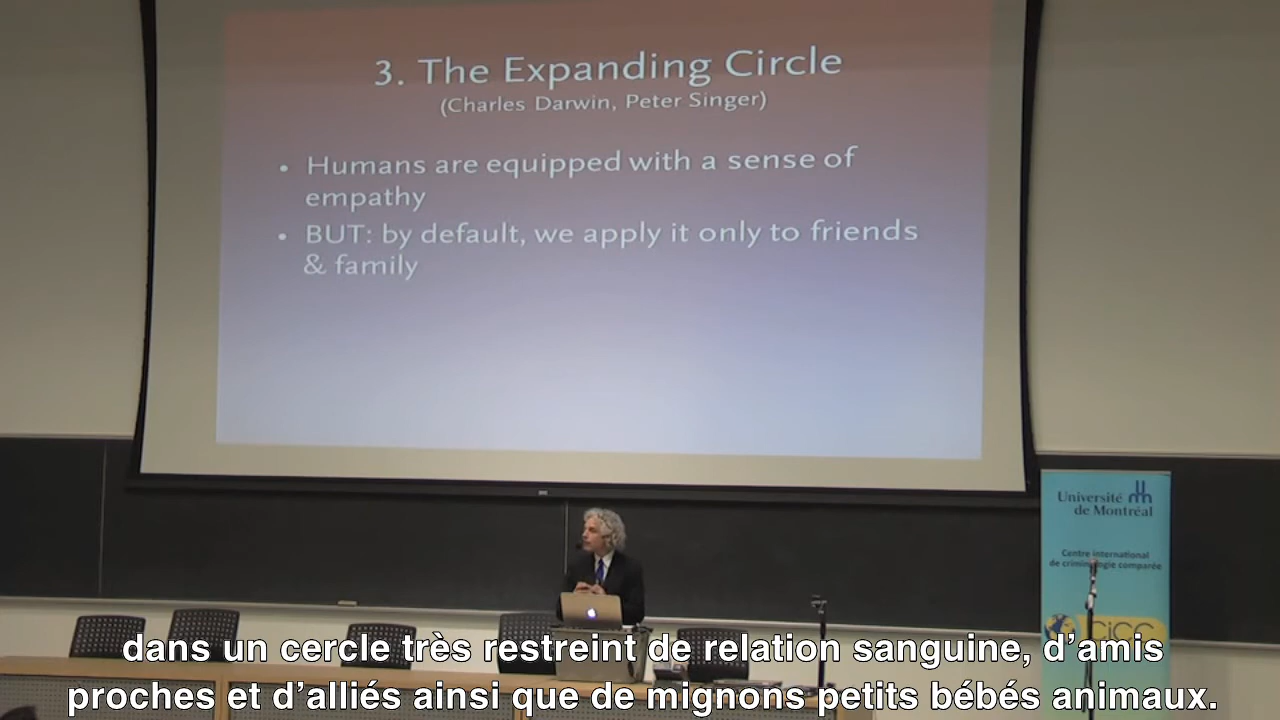 3. The Expanding Circle
(Charles Darwin, Peter Singer)
• Humans are equipped with a sense of
empathy
• BUT: by default, we apply it only to friends
& family
Université
de Montréal
Centre international
de criminologie comparée
CiCC
dans un cercle très restreint de relation sanguine, d’amis
proches et d’alliés ainsi que de mignons petits bébés animaux.